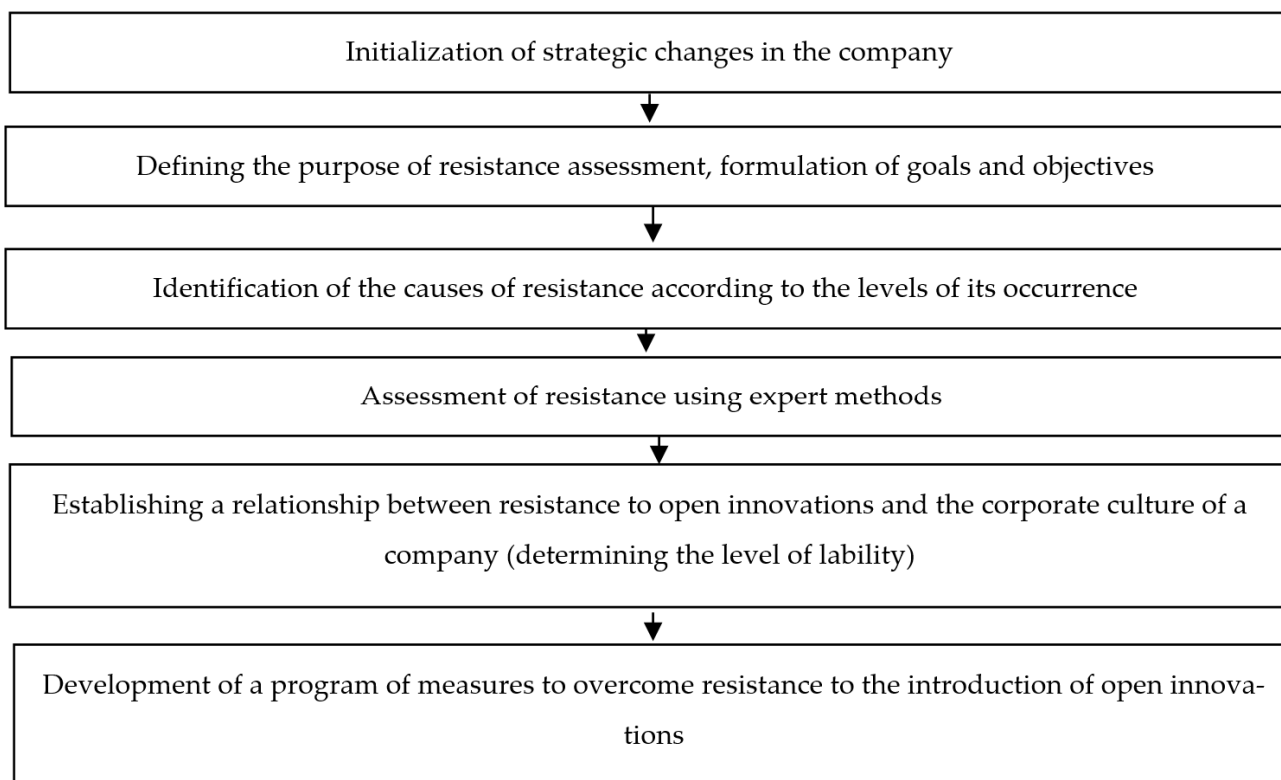 Initialization of strategic changes in the company
Defining the purpose of resistance assessment, formulation of goals and objectives
Identification of the causes of resistance according to the levels of its occurrence
Assessment of resistance using expert methods
Establishing a relationship between resistance to open innovations and the corporate culture of a
company (determining the level of lability)
Development of a program of measures to overcome resistance to the introduction of open innova-
tions